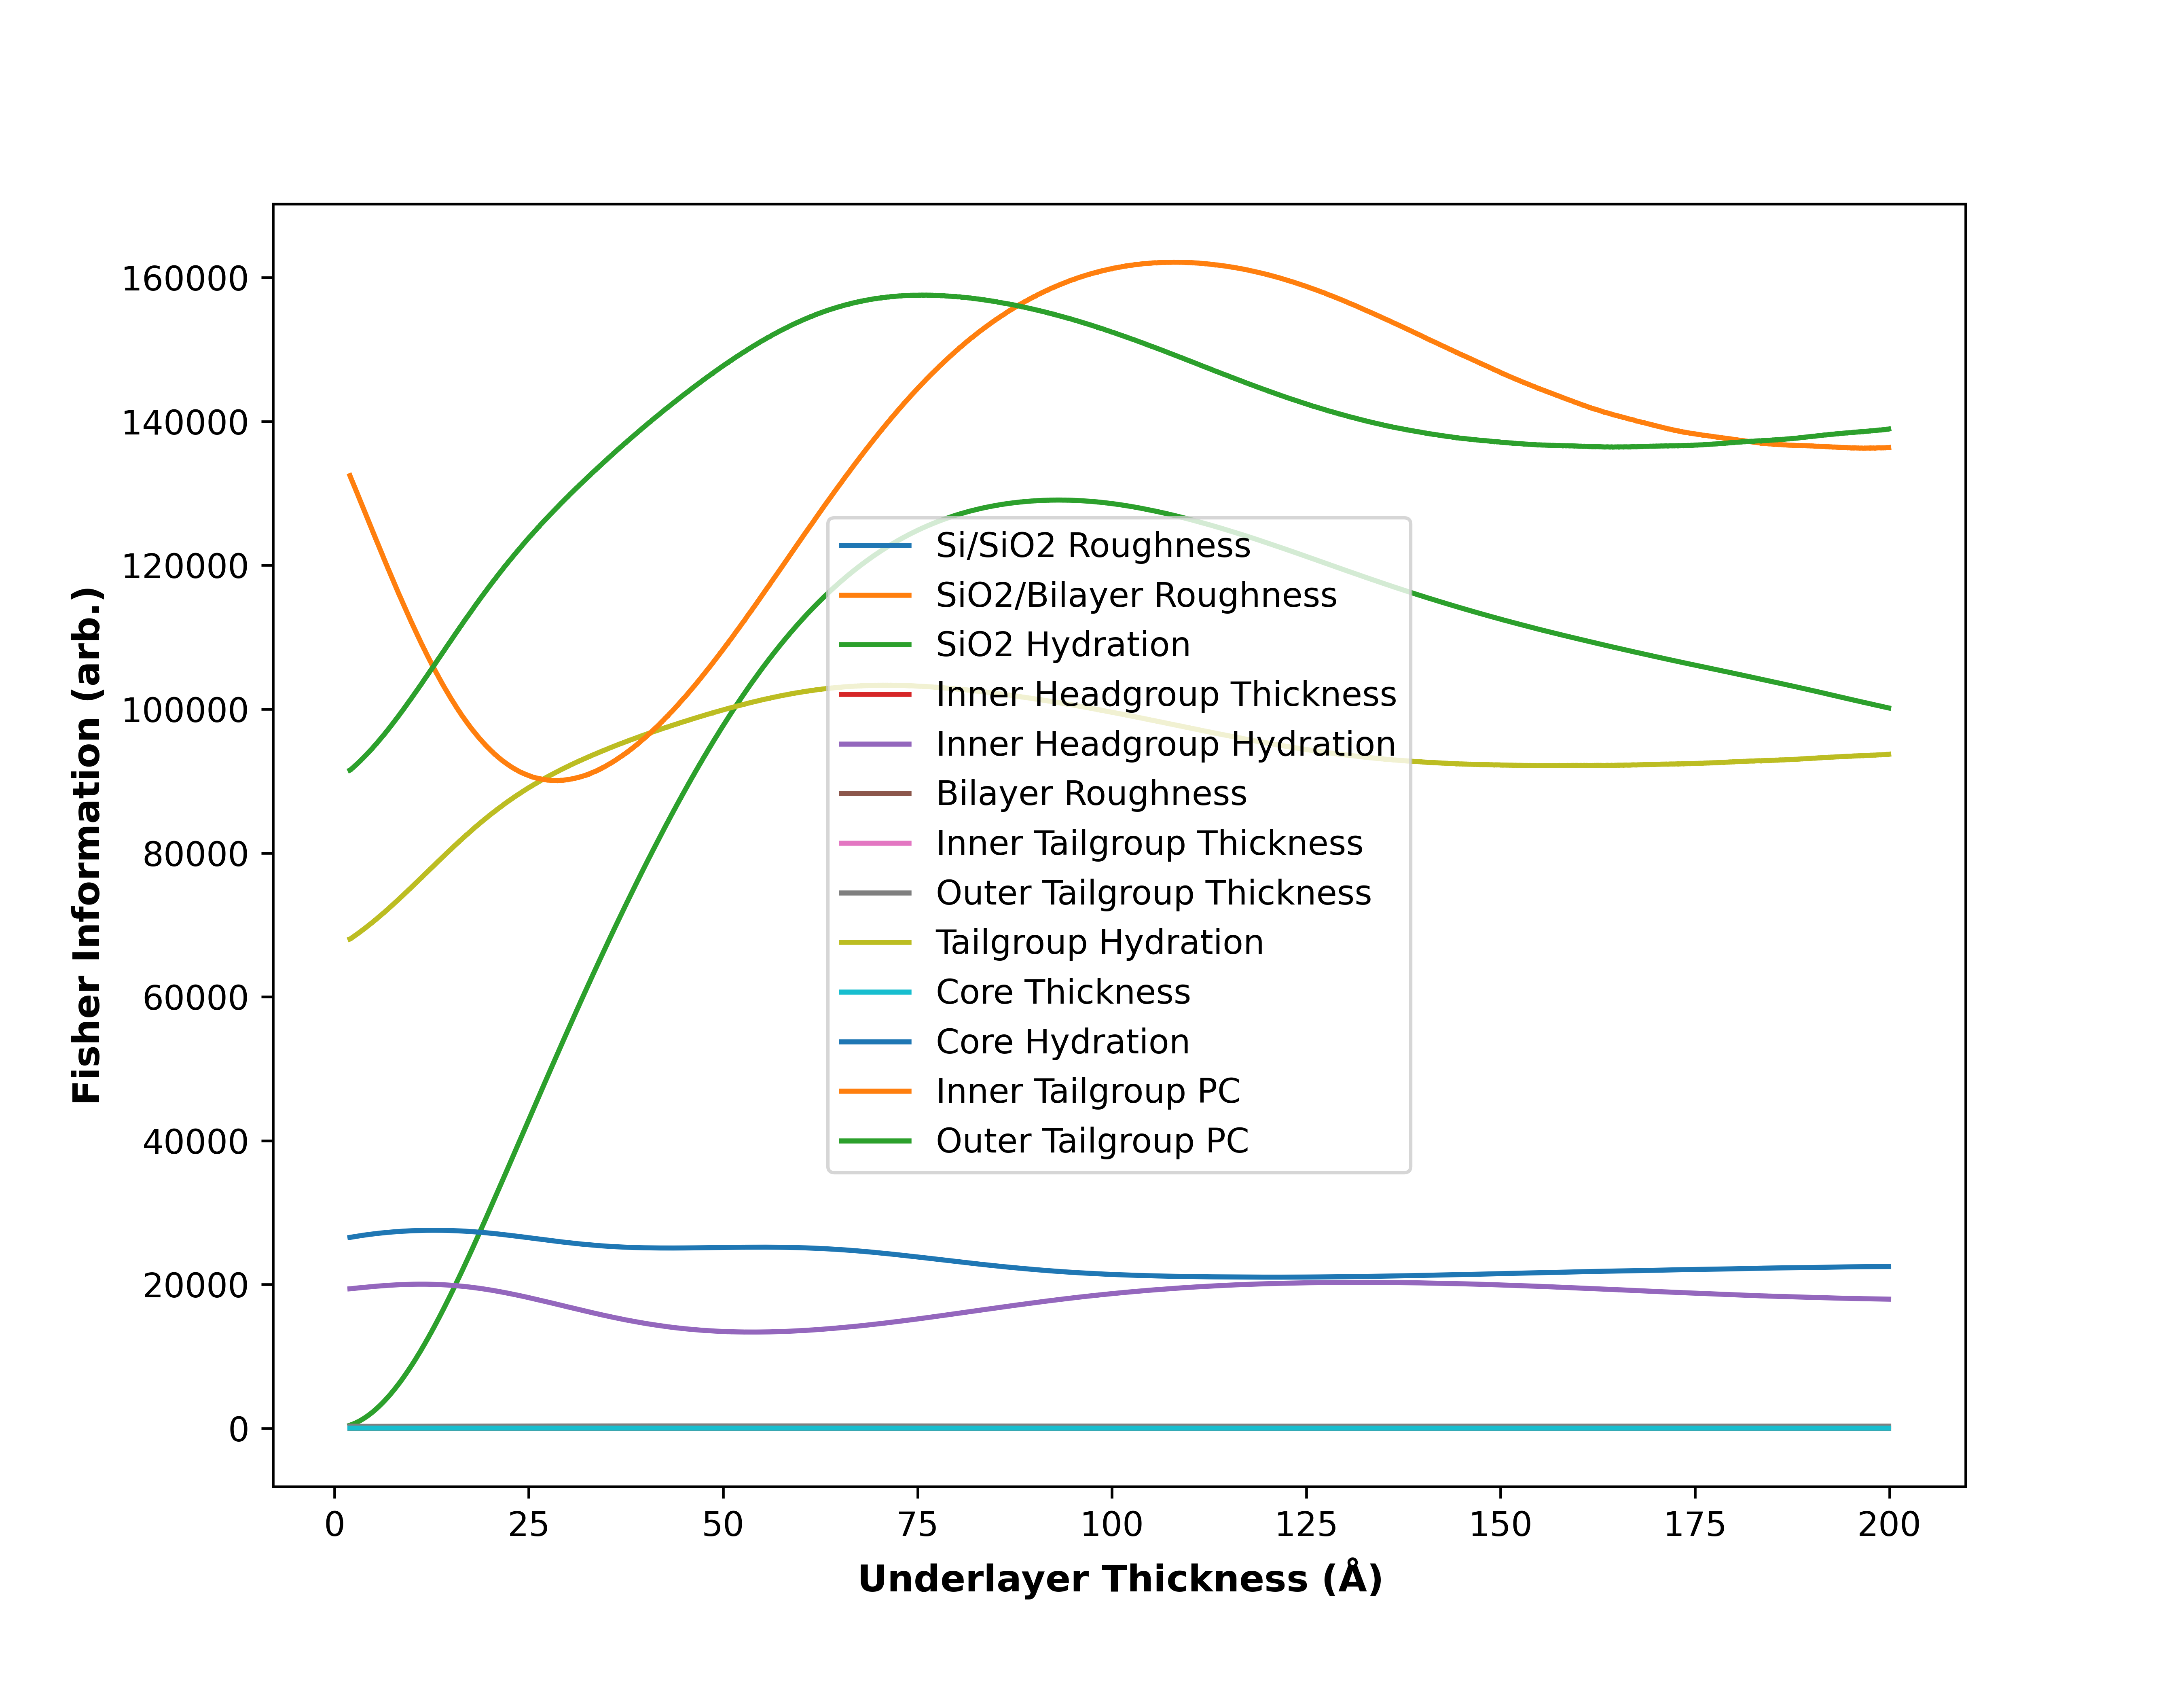 160000
140000
120000
100000
80000
60000
40000
20000
0
Fisher Information (arb.)
Si/SiO2 Roughness
SiO2/Bilayer Roughness
SiO2 Hydration
Inner Headgroup Thickness
Inner Headgroup Hydration
Bilayer Roughness
Inner Tailgroup Thickness
Outer Tailgroup Thickness
Tailgroup Hydration
Core Thickness
Core Hydration
Inner Tailgroup PC
Outer Tailgroup PC
0 25 50 75 100 125 150 175 200
Underlayer Thickness (Å)